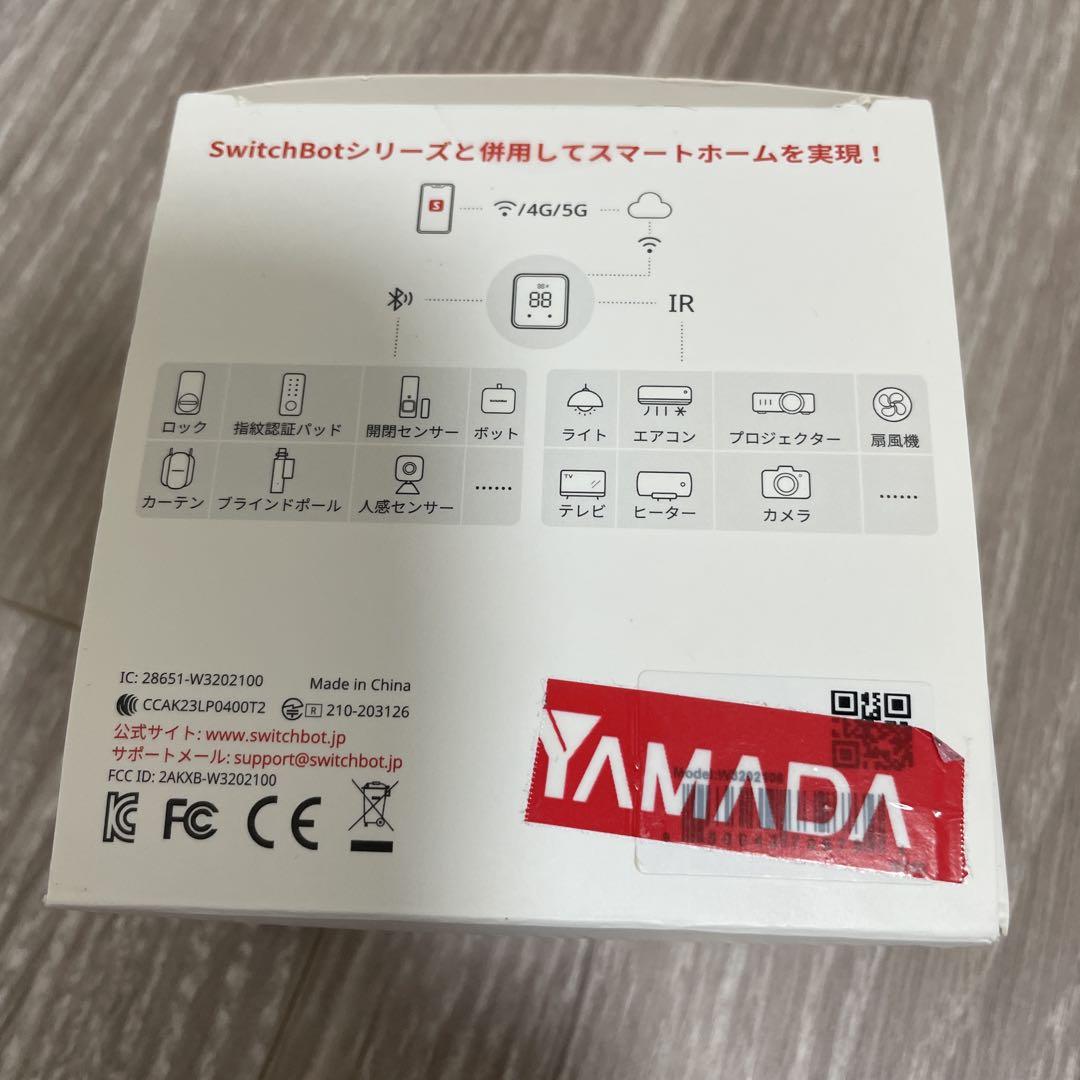 SwitchBotシリーズと併用してスマートホームを実現！
S
/4G/5G
88
IR
ロック 指紋認証パッド 開閉センサー ボット
カーテン ブラインドポール 人感センサー ……
ライト エアコン プロジェクター 扇風機
TV
テレビ ヒーター カメラ ……
IC: 28651-W3202100 Made in China
CCAK23LP0400T2 R 210-203126
公式サイト: www.switchbot.jp
サポートメール: support@switchbot.jp
FCC ID: 2AKXB-W3202100
FC CE
YAMADA